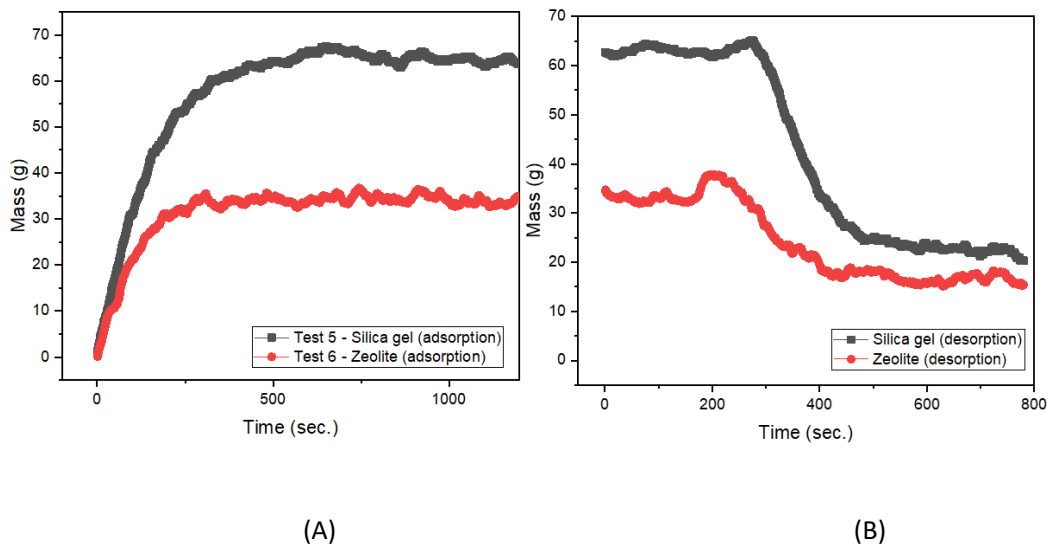 70
60
50
40
30
20
10
0
Mass (g)
Test 5 - Silica gel (adsorption)
Test 6 - Zeolite (adsorption)
0
500
1000
Time (sec.)
(A)
70
60
50
40
30
20
10
0
Mass (g)
Silica gel (desorption)
Zeolite (desorption)
0
200
400
600
800
Time (sec.)
(B)